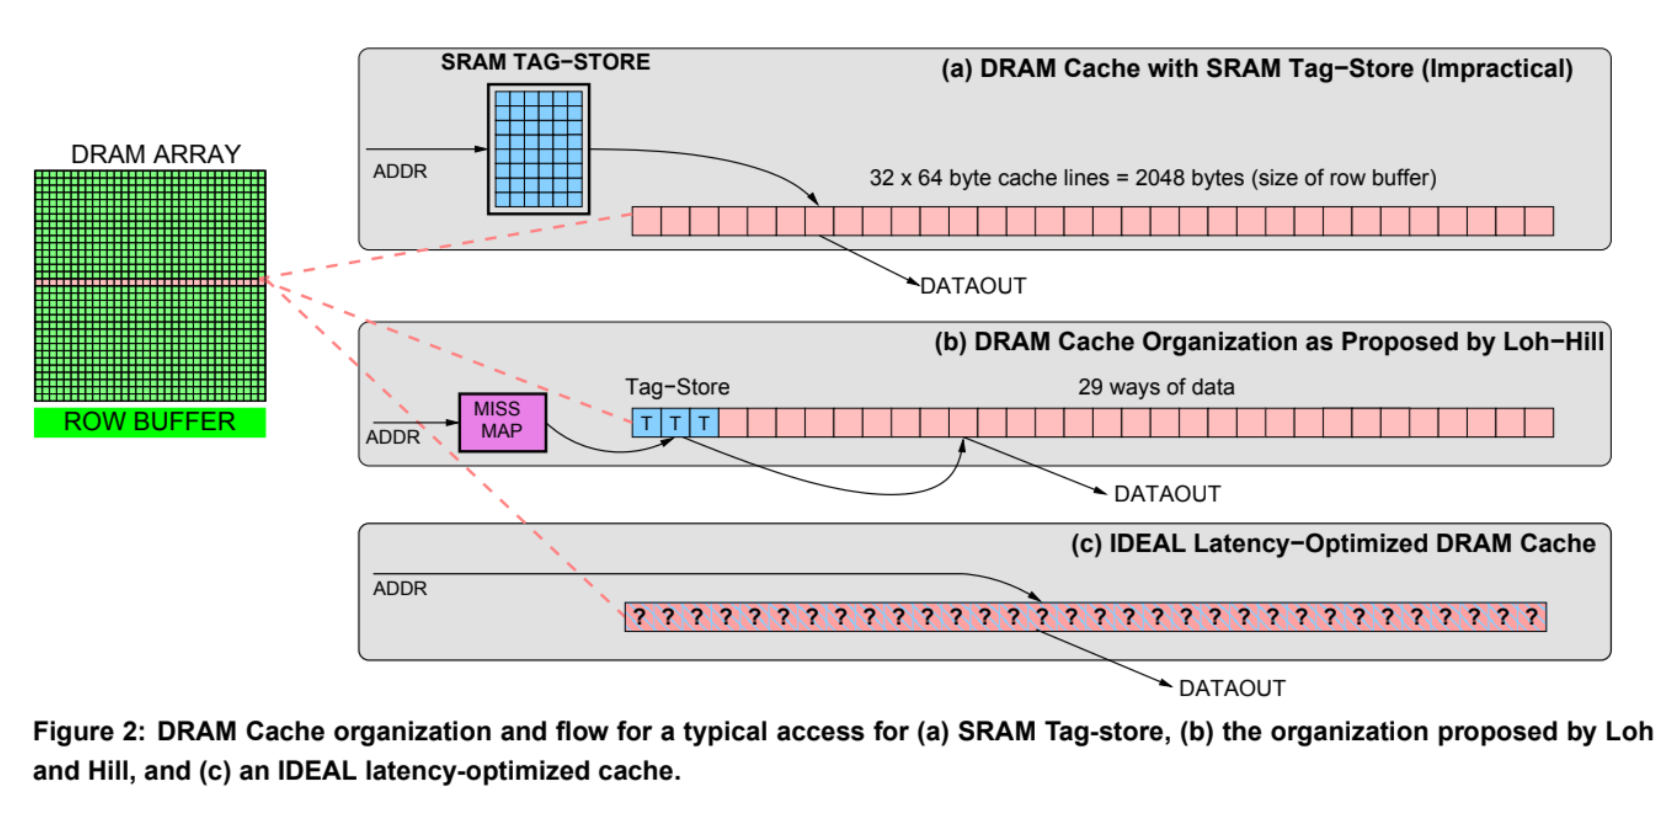 SRAM TAG−STORE
(a) DRAM Cache with SRAM Tag−Store (Impractical)
DRAM ARRAY
ADDR
32 x 64 byte cache lines = 2048 bytes (size of row buffer)
DATAOUT
(b) DRAM Cache Organization as Proposed by Loh−Hill
Tag−Store
29 ways of data
MISS
MAP
ROW BUFFER
ADDR
T T T
DATAOUT
(c) IDEAL Latency−Optimized DRAM Cache
ADDR
? ? ? ? ? ? ? ? ? ? ? ? ? ? ? ? ? ? ? ? ? ? ? ? ? ? ? ? ? ? ? ?
DATAOUT
Figure 2: DRAM Cache organization and flow for a typical access for (a) SRAM Tag-store, (b) the organization proposed by Loh
and Hill, and (c) an IDEAL latency-optimized cache.